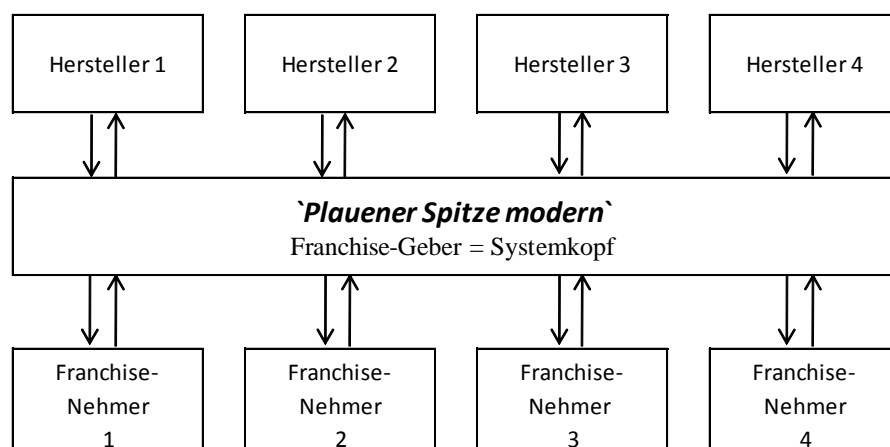 Hersteller 1
Hersteller 2
Hersteller 3
Hersteller 4
`Plauener Spitze modern`
Franchise-Geber = Systemkopf
Franchise-
Nehmer
1
Franchise-
Nehmer
2
Franchise-
Nehmer
3
Franchise-
Nehmer
4